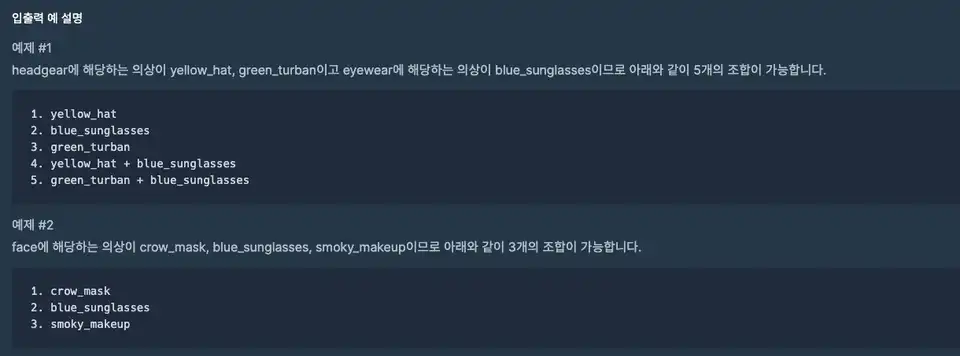 입출력 예 설명
예제 #1
headgear에 해당하는 의상이 yellow_hat, green_turban이고 eyewear에 해당하는 의상이 blue_sunglasses이므로 아래와 같이 5개의 조합이 가능합니다.
1. yellow_hat
2. blue_sunglasses
3. green_turban
4. yellow_hat + blue_sunglasses
5. green_turban + blue_sunglasses
예제 #2
face에 해당하는 의상이 crow_mask, blue_sunglasses, smoky_makeup이므로 아래와 같이 3개의 조합이 가능합니다.
1. crow_mask
2. blue_sunglasses
3. smoky_makeup